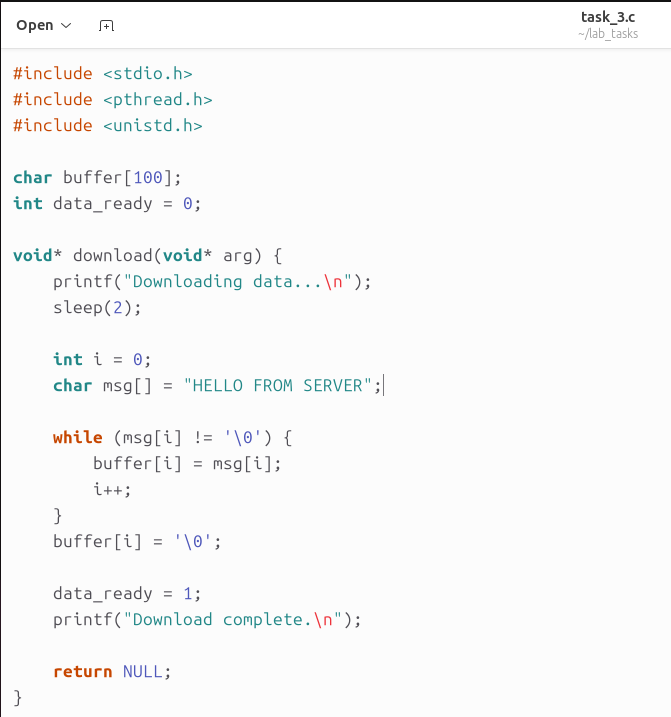 Open
task_3.c
~/lab_tasks
#include <stdio.h>
#include <pthread.h>
#include <unistd.h>

char buffer[100];
int data_ready = 0;

void* download(void* arg) {
    printf("Downloading data...\n");
    sleep(2);

    int i = 0;
    char msg[] = "HELLO FROM SERVER";

    while (msg[i] != '\0') {
        buffer[i] = msg[i];
        i++;
    }
    buffer[i] = '\0';

    data_ready = 1;
    printf("Download complete.\n");

    return NULL;
}